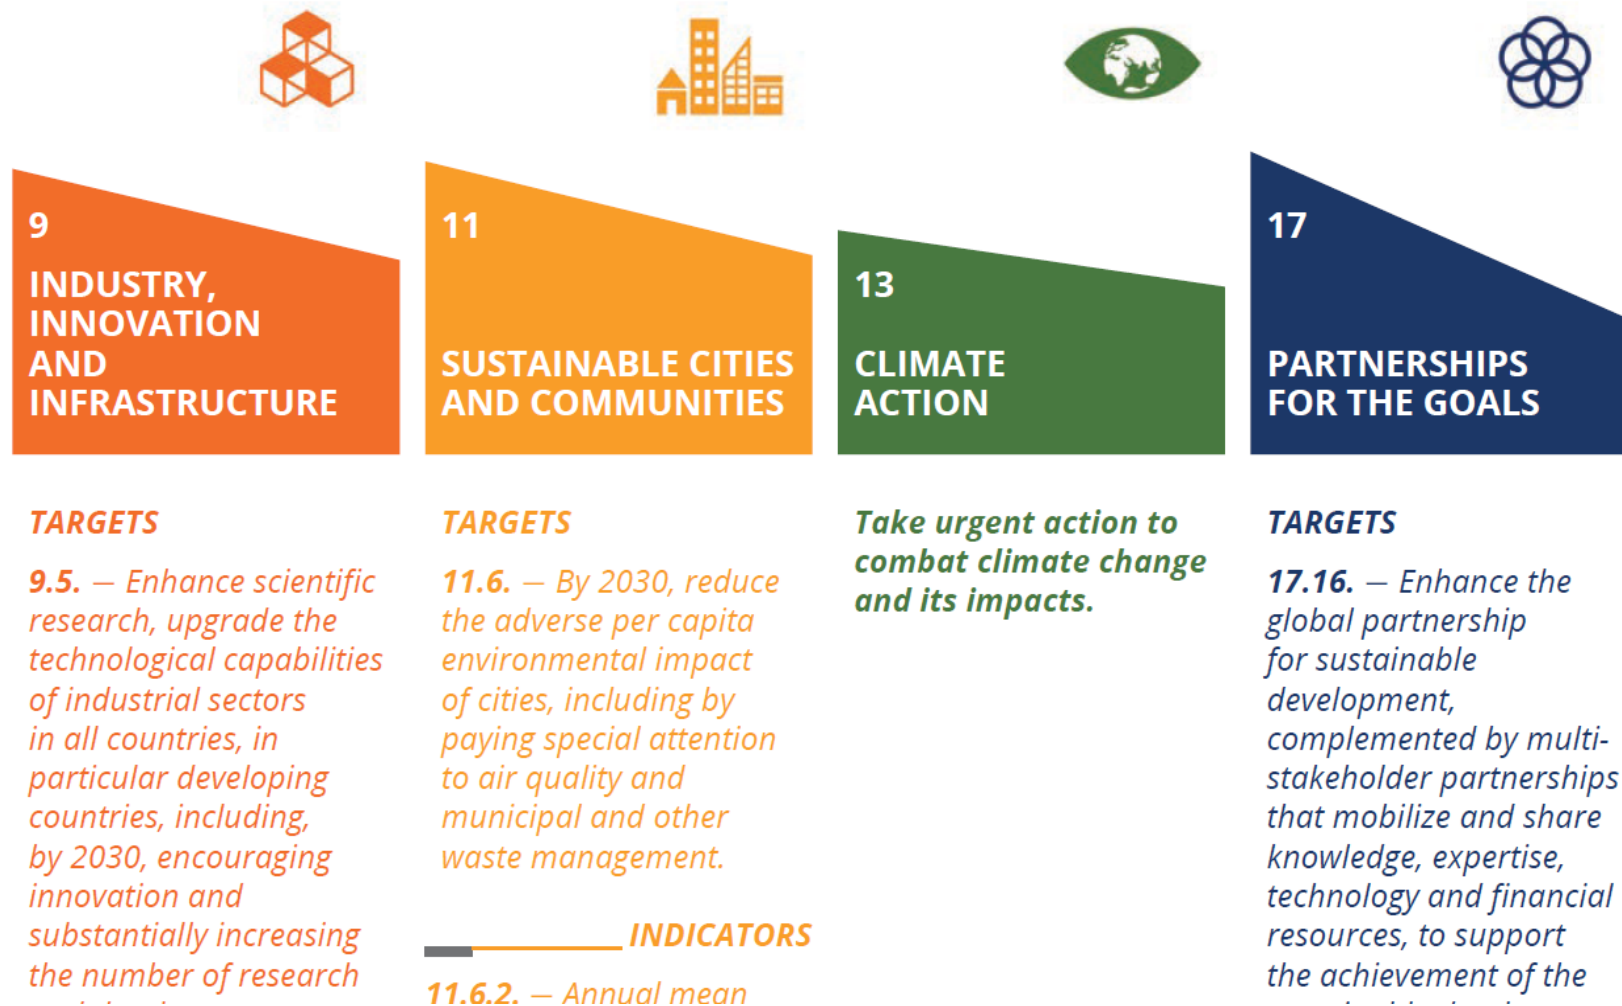 9
INDUSTRY,
INNOVATION
AND
INFRASTRUCTURE
TARGETS
9.5. — Enhance scientific
research, upgrade the
technological capabilities
of industrial sectors
in all countries, in
particular developing
countries, including,
by 2030, encouraging
innovation and
substantially increasing
the number of research
11
SUSTAINABLE CITIES
AND COMMUNITIES
TARGETS
11.6. — By 2030, reduce
the adverse per capita
environmental impact
of cities, including by
paying special attention
to air quality and
municipal and other
waste management.
INDICATORS
11.6.2. — Annual mean
13
CLIMATE
ACTION
Take urgent action to
combat climate change
and its impacts.
17
PARTNERSHIPS
FOR THE GOALS
TARGETS
17.16. — Enhance the
global partnership
for sustainable
development,
complemented by multi-
stakeholder partnerships
that mobilize and share
knowledge, expertise,
technology and financial
resources, to support
the achievement of the